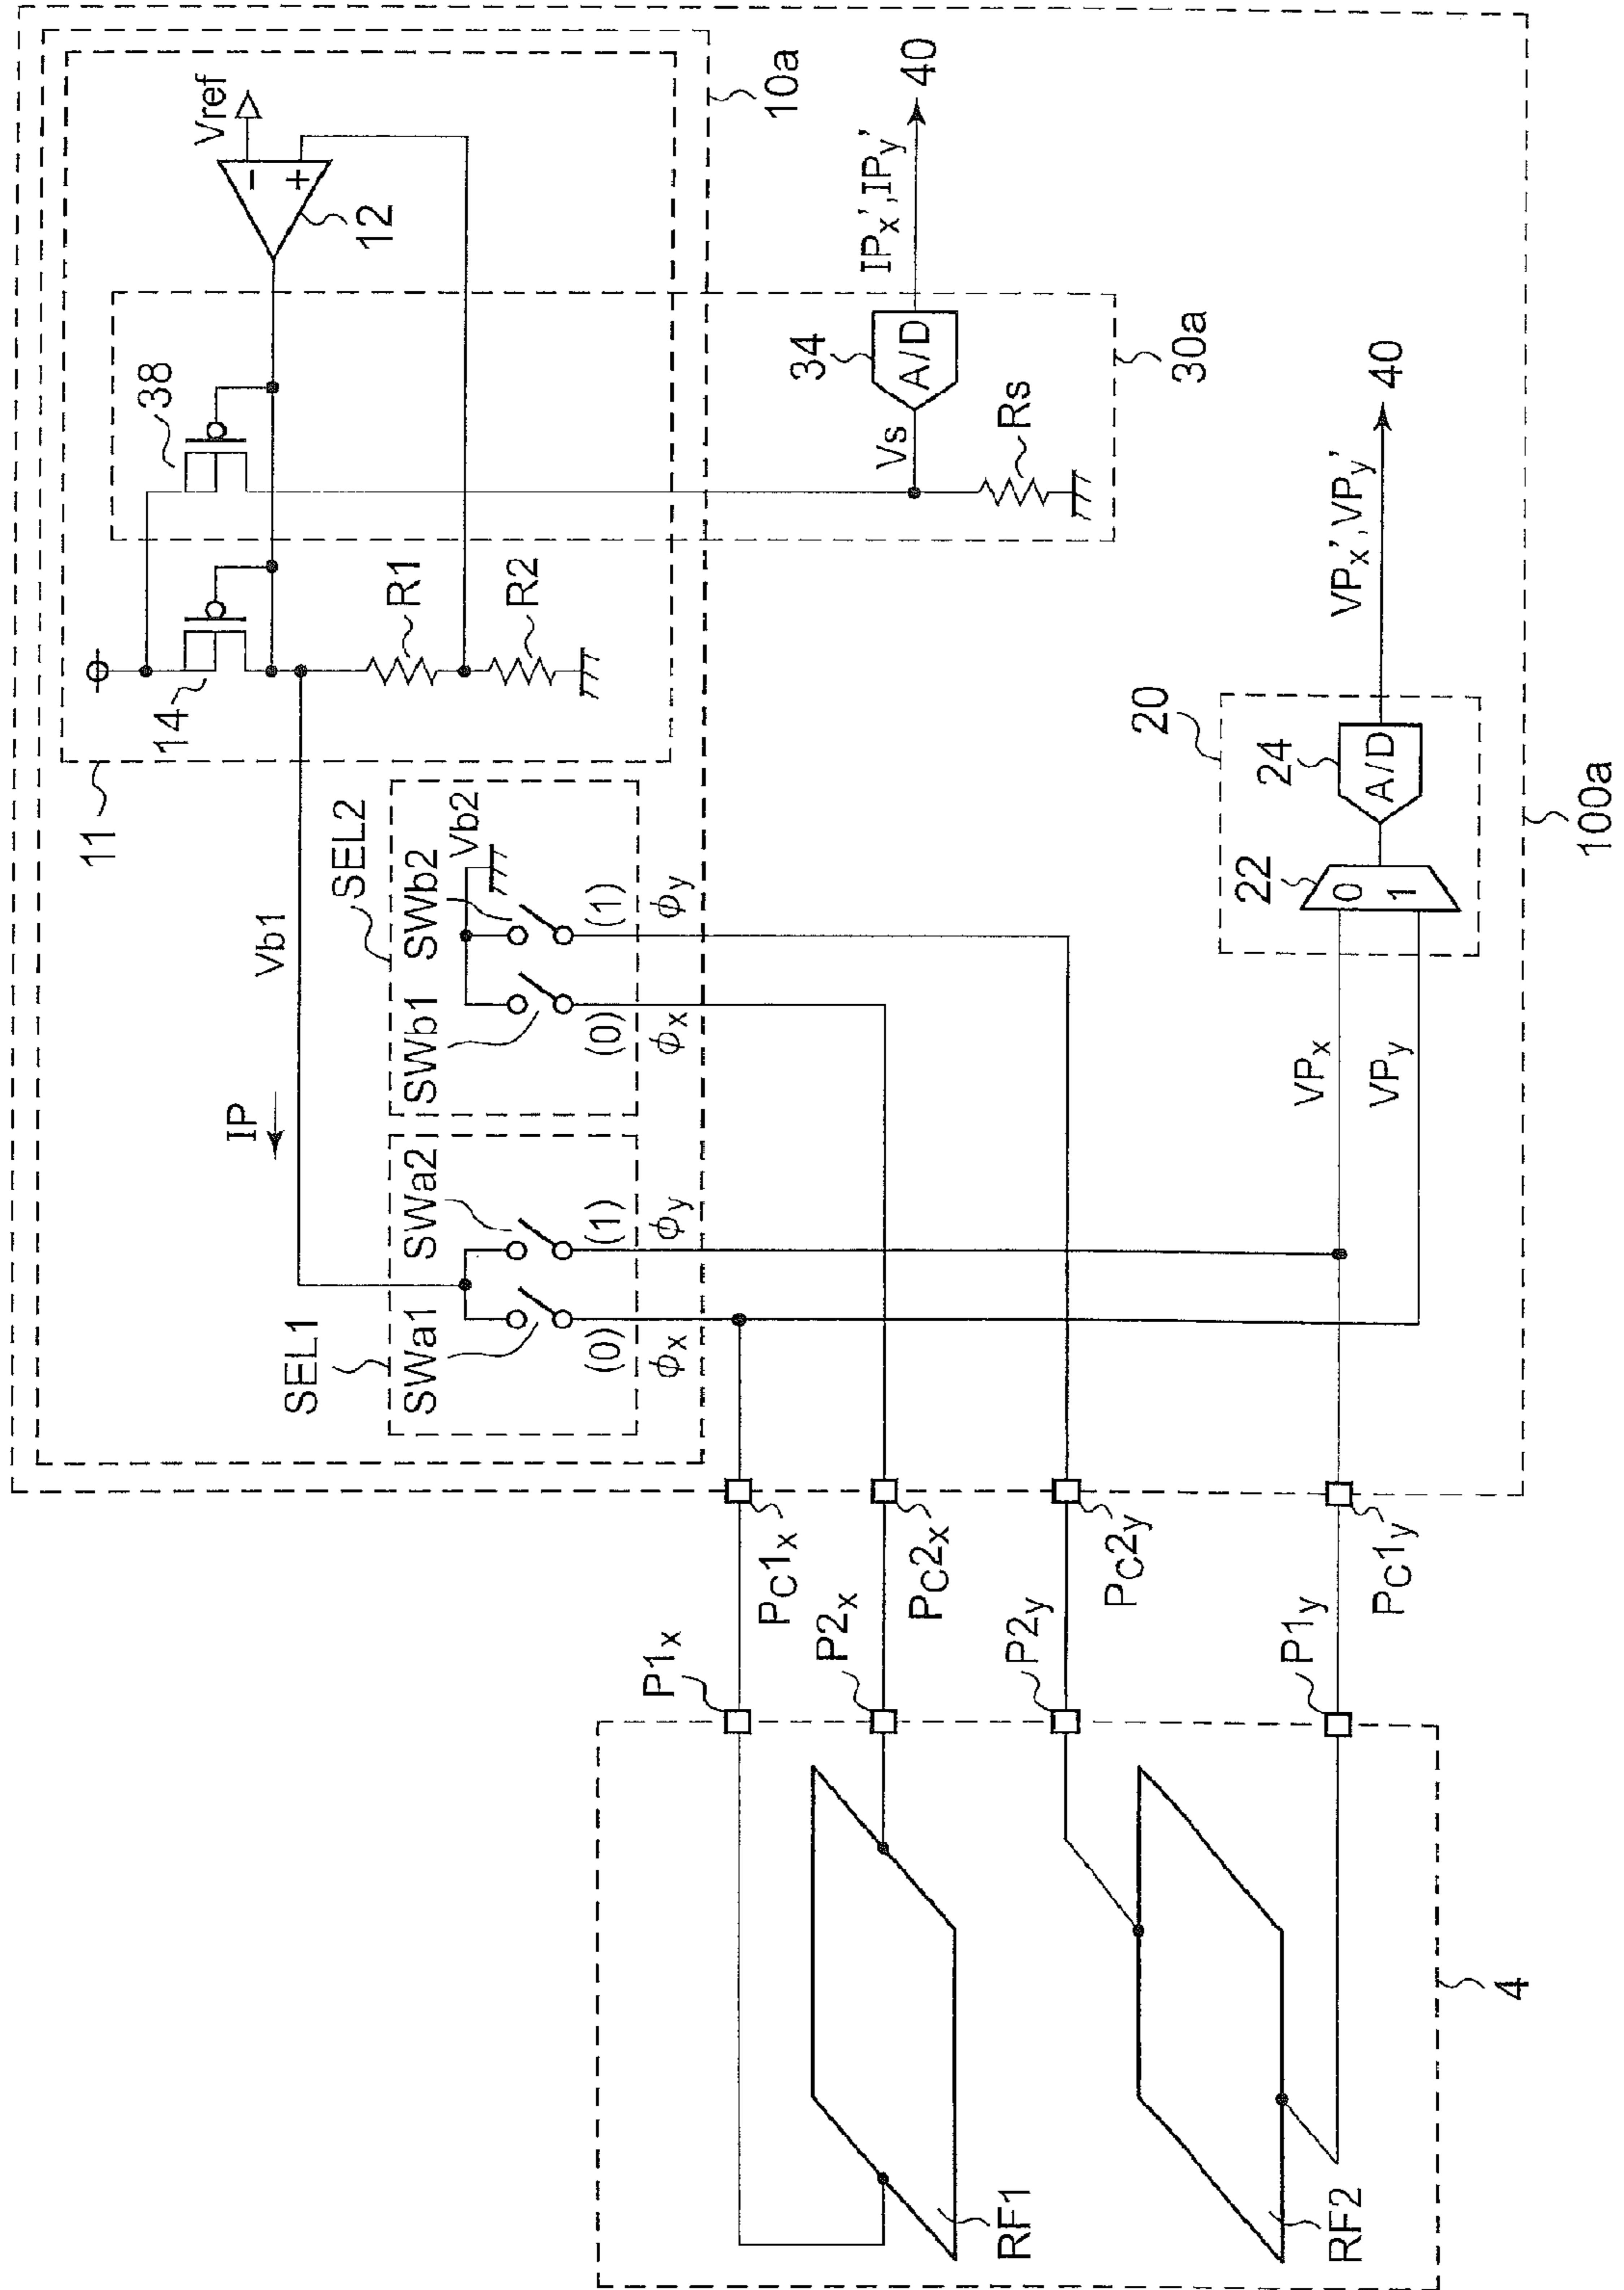 11
Vref
12
10a
38
14
R1
R2
34
A/D
IPx',IPy'
40
Vs
Rs
30a
Vb1
IP
SEL1
SWa1
SWa2
(0)
(1)
ϕx
ϕy
SEL2
SWb1
SWb2
Vb2
(0)
(1)
ϕx
ϕy
20
22
0
1
24
A/D
VPx',VPy'
40
VPx
VPy
100a
P1x
Pc1x
P2x
Pc2x
P2y
Pc2y
P1y
Pc1y
RF1
RF2
4
-
+